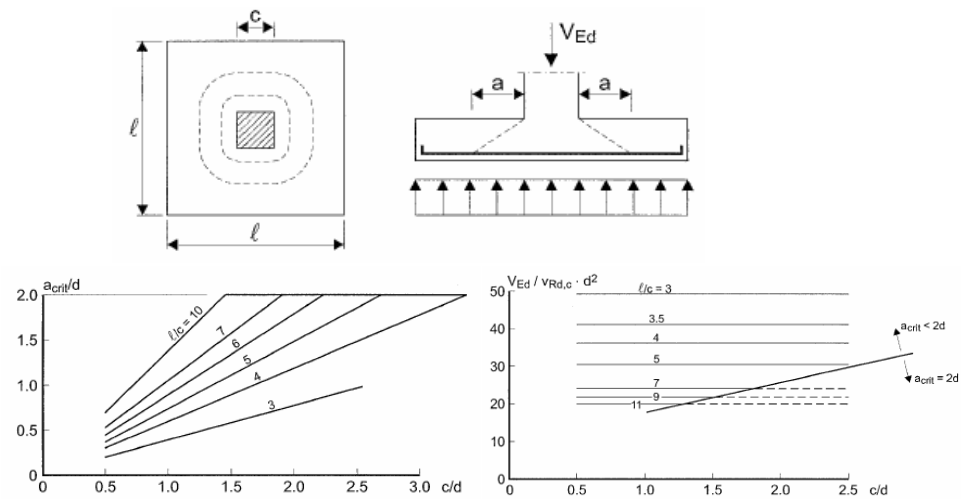 c
V_Ed
a
a
ℓ
ℓ
a_crit/d
2.0
1.5
1.0
0.5
0
0
0.5
1.0
1.5
2.0
2.5
3.0
c/d
ℓ/c = 10
7
6
5
4
3
V_Ed / v_Rd,c · d²
50
40
30
20
10
0
0
0.5
1.0
1.5
2.0
2.5
c/d
ℓ/c = 3
3.5
4
5
7
9
11
a_crit < 2d
a_crit = 2d